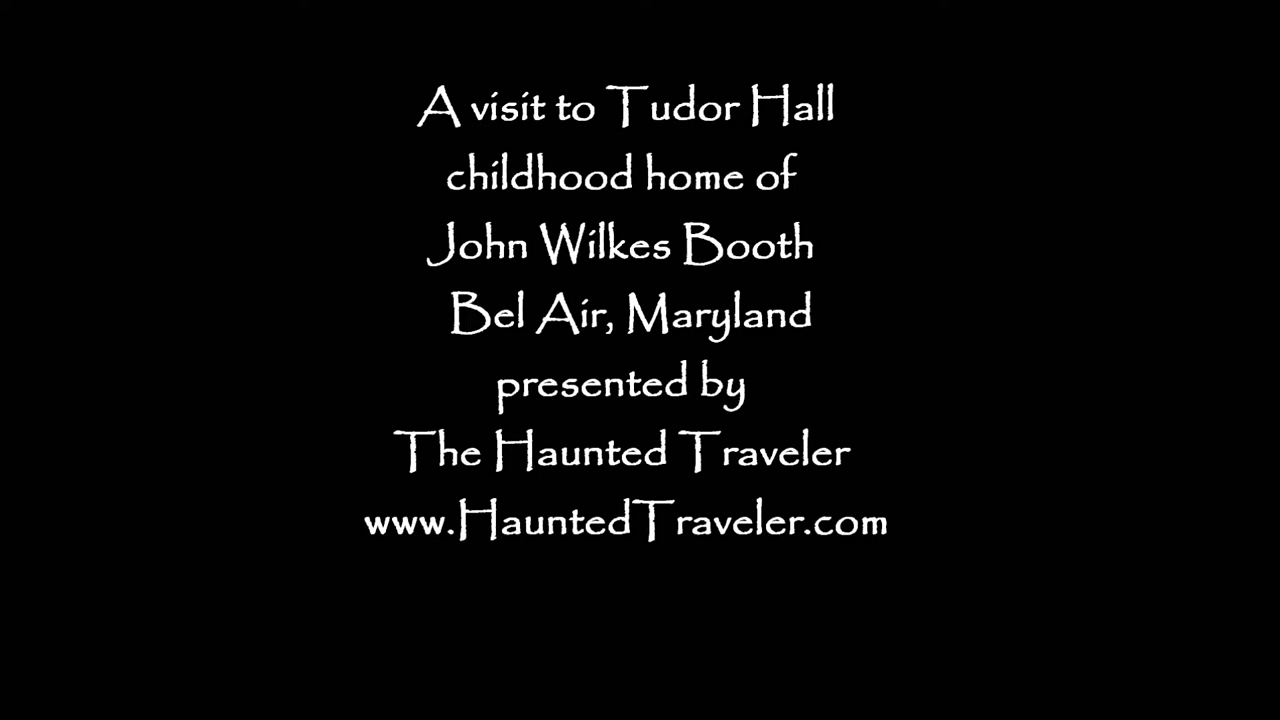 A visit to Tudor Hall
childhood home of
John Wilkes Booth
Bel Air, Maryland
presented by
The Haunted Traveler
www.HauntedTraveler.com